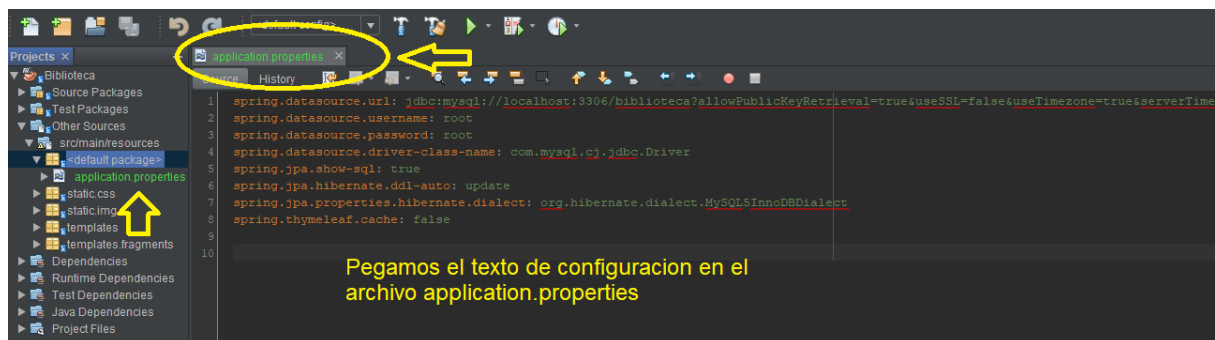 <default config>
Projects ×
application.properties ×
Biblioteca
Source Packages
Test Packages
Other Sources
src/main/resources
<default package>
application.properties
static.css
static.img
templates
templates.fragments
Dependencies
Runtime Dependencies
Test Dependencies
Java Dependencies
Project Files
Source History
1 spring.datasource.url: jdbc:mysql://localhost:3306/biblioteca?allowPublicKeyRetrieval=true&useSSL=false&useTimezone=true&serverTime
2 spring.datasource.username: root
3 spring.datasource.password: root
4 spring.datasource.driver-class-name: com.mysql.cj.jdbc.Driver
5 spring.jpa.show-sql: true
6 spring.jpa.hibernate.ddl-auto: update
7 spring.jpa.properties.hibernate.dialect: org.hibernate.dialect.MySQL5InnoDBDialect
8 spring.thymeleaf.cache: false
9
10
Pegamos el texto de configuracion en el
archivo application.properties